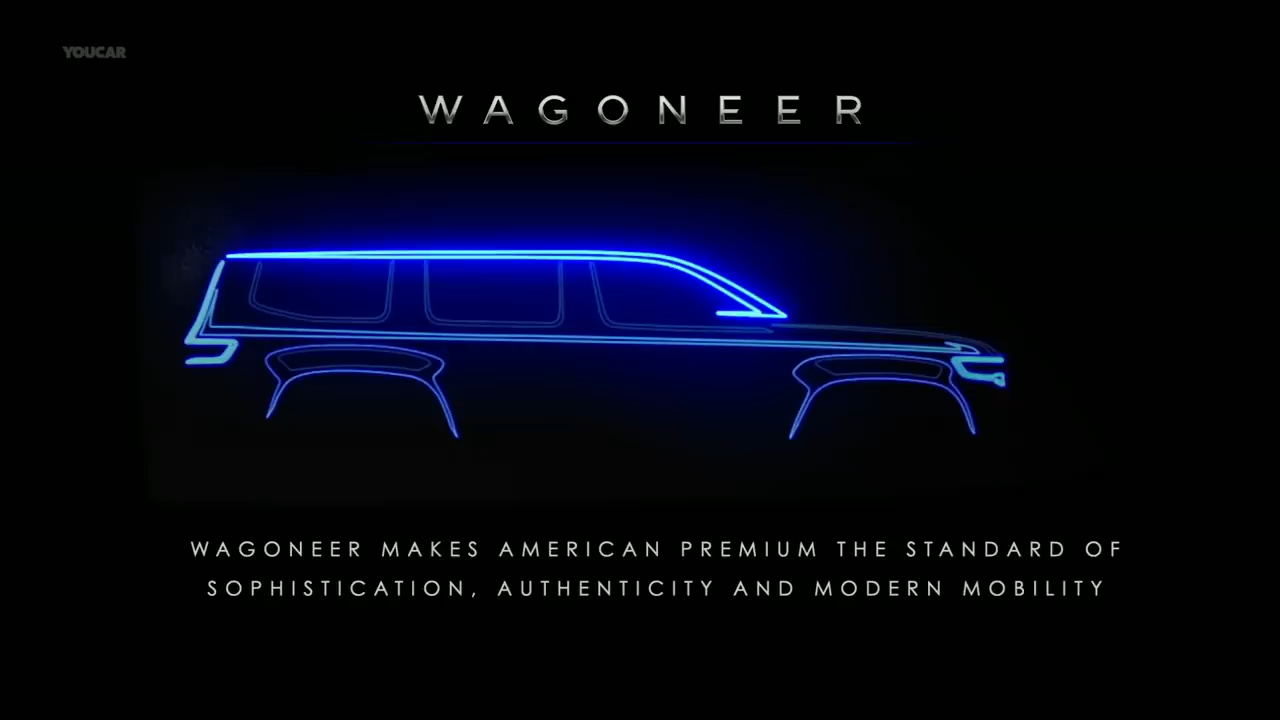 YOUCAR
WAGONEER
WAGONEER MAKES AMERICAN PREMIUM THE STANDARD OF
SOPHISTICATION, AUTHENTICITY AND MODERN MOBILITY